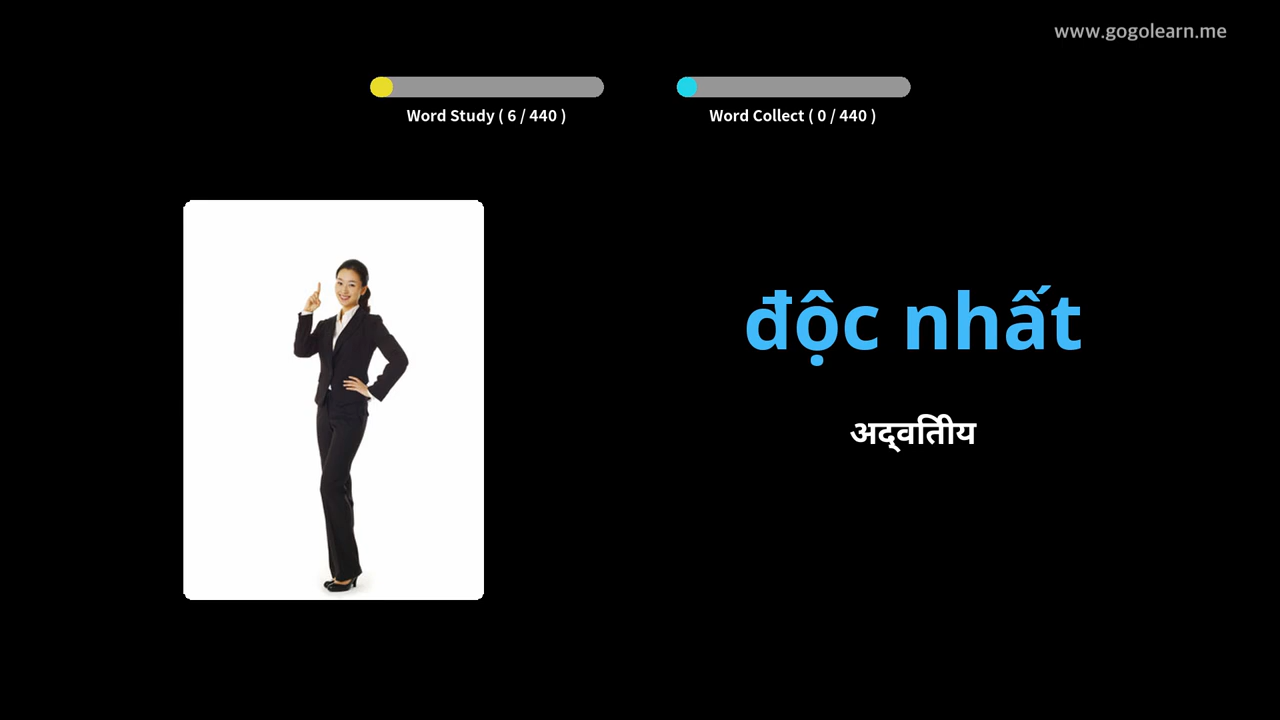 www.gogolearn.me
Word Study ( 6 / 440 )
Word Collect ( 0 / 440 )
độc nhất
अद्वितीय